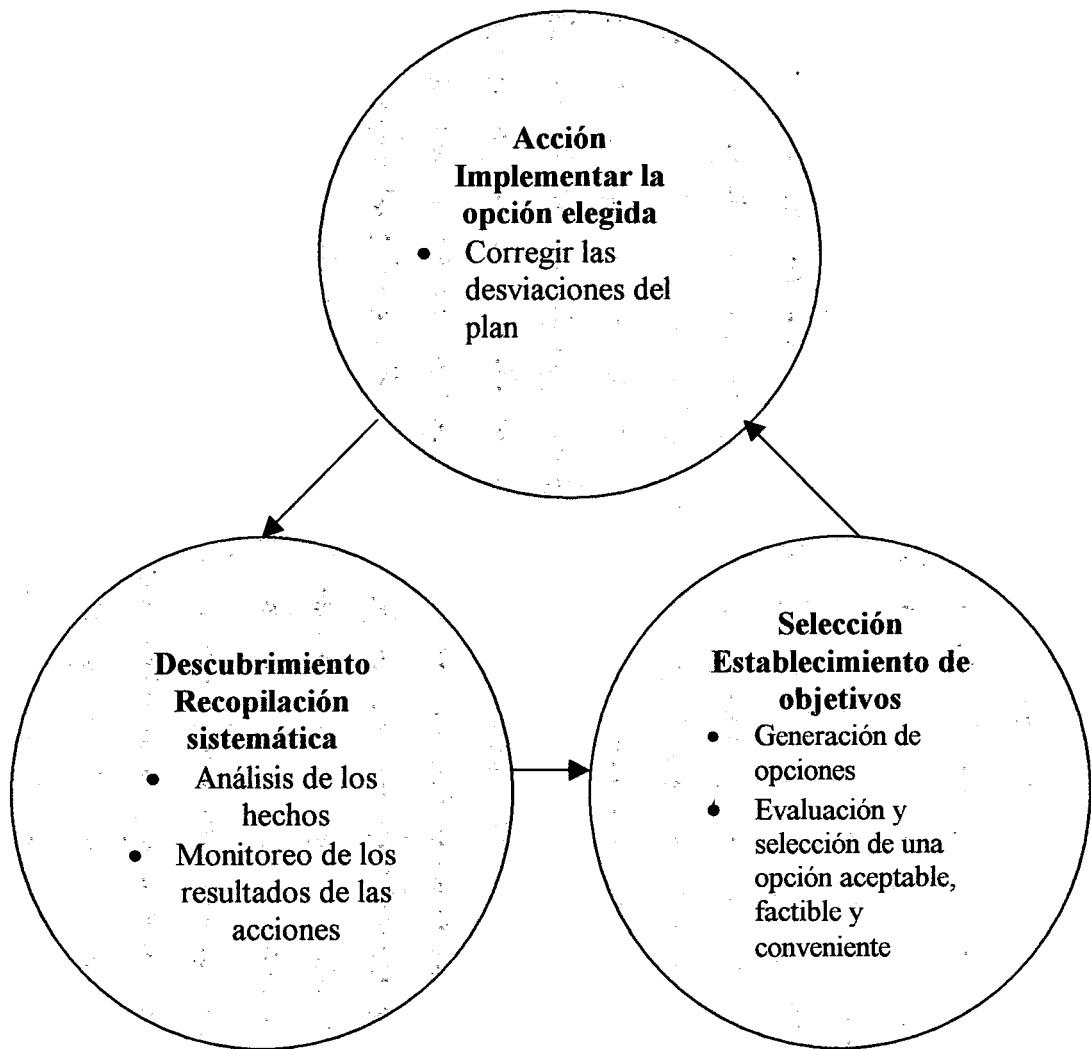 Acción
Implementar la
opción elegida
• Corregir las
desviaciones del
plan
Descubrimiento
Recopilación
sistemática
• Análisis de los
hechos
• Monitoreo de los
resultados de las
acciones
Selección
Establecimiento de
objetivos
• Generación de
opciones
• Evaluación y
selección de una
opción aceptable,
factible y
conveniente